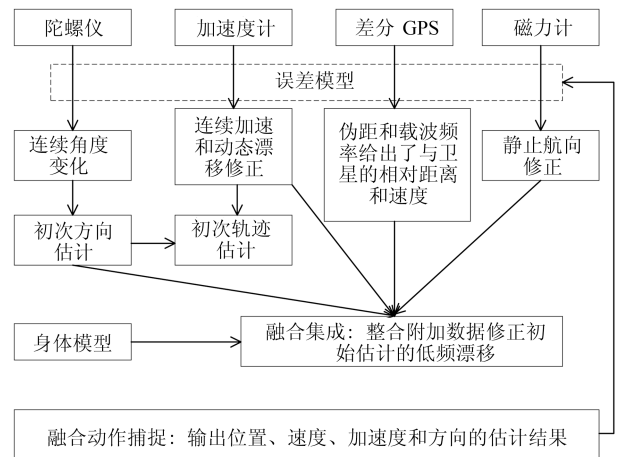 陀螺仪
加速度计
差分 GPS
磁力计
误差模型
连续角度
变化
连续加速
和动态漂
移修正
伪距和载波频
率给出了与卫
星的相对距离
和速度
静止航向
修正
初次方向
估计
初次轨迹
估计
身体模型
融合集成：整合附加数据修正初
始估计的低频漂移
融合动作捕捉：输出位置、速度、加速度和方向的估计结果